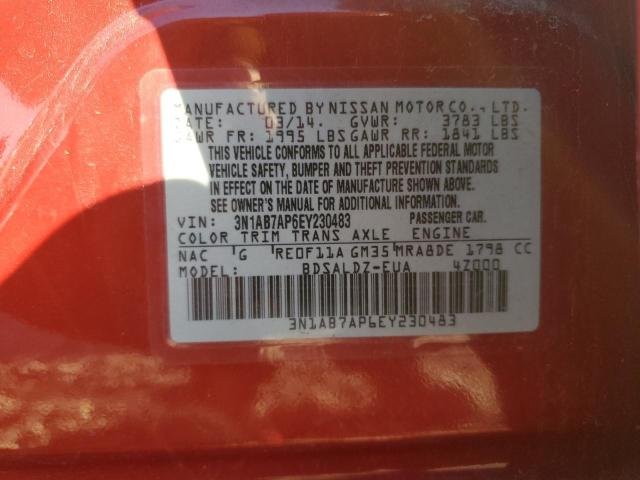 MANUFACTURED BY NISSAN MOTOR CO., LTD.
DATE: 03/14. GVWR: 3783 LBS
GAWR FR: 1995 LBS GAWR RR: 1841 LBS
THIS VEHICLE CONFORMS TO ALL APPLICABLE FEDERAL MOTOR
VEHICLE SAFETY, BUMPER AND THEFT PREVENTION STANDARDS
IN EFFECT ON THE DATE OF MANUFACTURE SHOWN ABOVE.
SEE OWNER'S MANUAL FOR ADDITIONAL INFORMATION.
VIN: 3N1AB7AP6EY230483 PASSENGER CAR.
COLOR TRIM TRANS AXLE ENGINE
NAC G RE0F11A GM35 MRA8DE 1798 CC
MODEL: BDSALDZ-EUA 4Z000
3N1AB7AP6EY230483